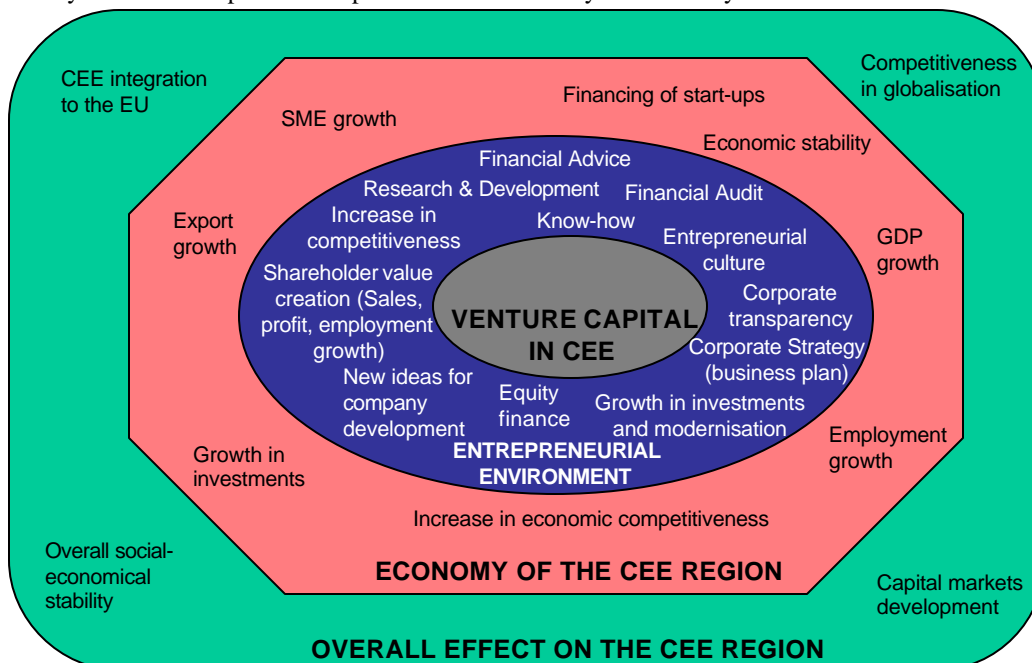 CEE integration
to the EU
Competitiveness
in globalisation
Financing of start-ups
SME growth
Economic stability
Financial Advice
Research & Development
Financial Audit
Increase in
competitiveness
Know-how
Export
growth
Entrepreneurial
culture
GDP
growth
Shareholder value
creation (Sales,
profit, employment
growth)
VENTURE CAPITAL
IN CEE
Corporate
transparency
Corporate Strategy
(business plan)
New ideas for
company
development
Equity
finance
Growth in investments
and modernisation
ENTREPRENEURIAL
ENVIRONMENT
Growth in
investments
Employment
growth
Increase in economic competitiveness
Overall social-
economical
stability
ECONOMY OF THE CEE REGION
Capital markets
development
OVERALL EFFECT ON THE CEE REGION